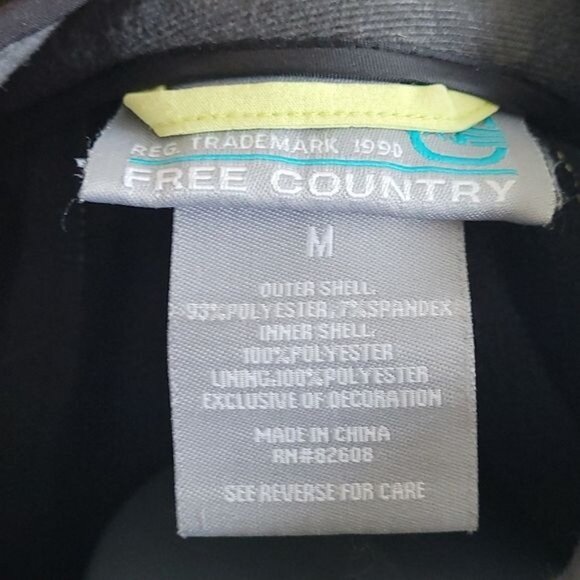 REG. TRADEMARK 1990
FREE COUNTRY
M
OUTER SHELL:
93%POLYESTER, 7%SPANDEX
INNER SHELL:
100%POLYESTER
LINING:100%POLYESTER
EXCLUSIVE OF DECORATION
MADE IN CHINA
RN#82608
SEE REVERSE FOR CARE